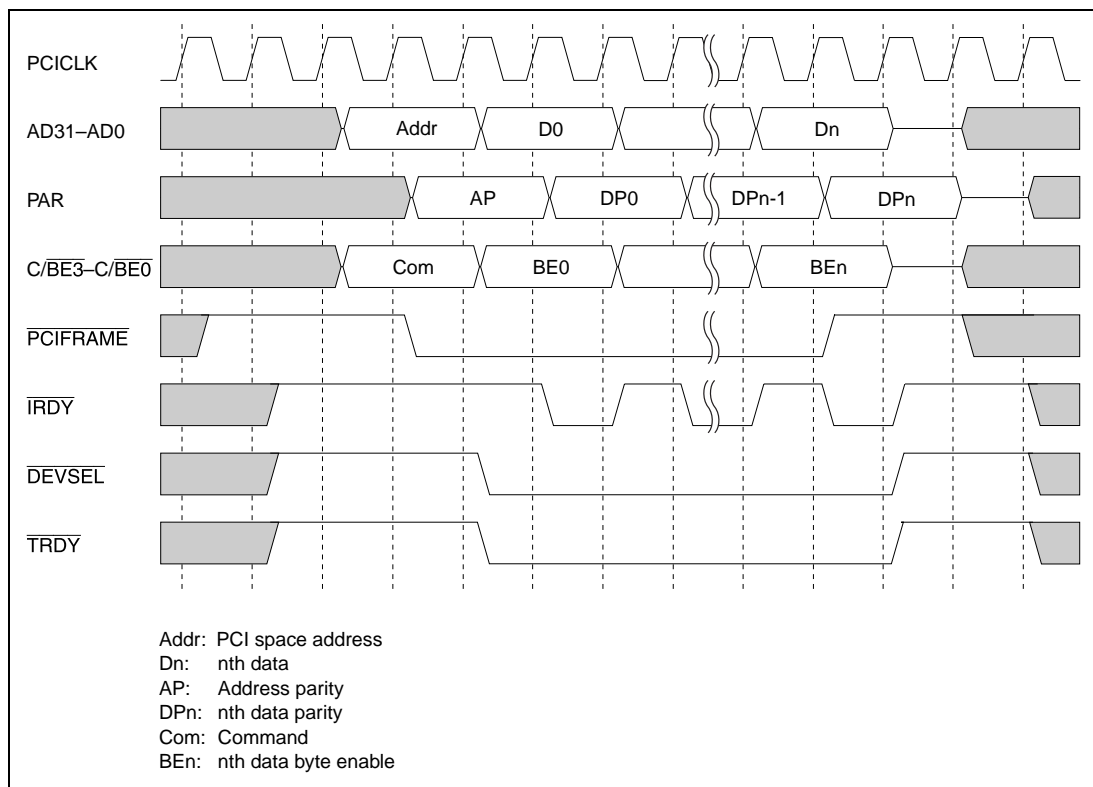 PCICLK
AD31–AD0 Addr D0 Dn
PAR AP DP0 DPn-1 DPn
C/BE3–C/BE0 Com BE0 BEn
PCIFRAME
IRDY
DEVSEL
TRDY
Addr: PCI space address
Dn: nth data
AP: Address parity
DPn: nth data parity
Com: Command
BEn: nth data byte enable